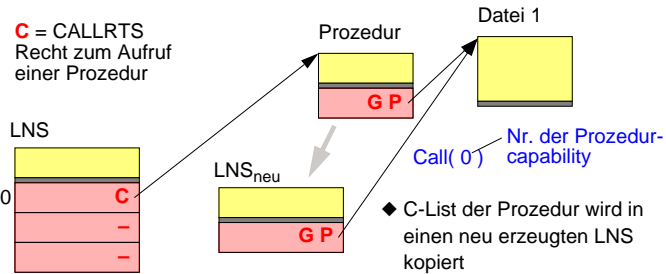 C = CALLRTS
Recht zum Aufruf
einer Prozedur
Prozedur
Datei 1
G P
LNS
0
C
–
–
LNSneu
G P
Call( 0 )
Nr. der Prozedur-
capability
◆ C-List der Prozedur wird in
einen neu erzeugten LNS
kopiert